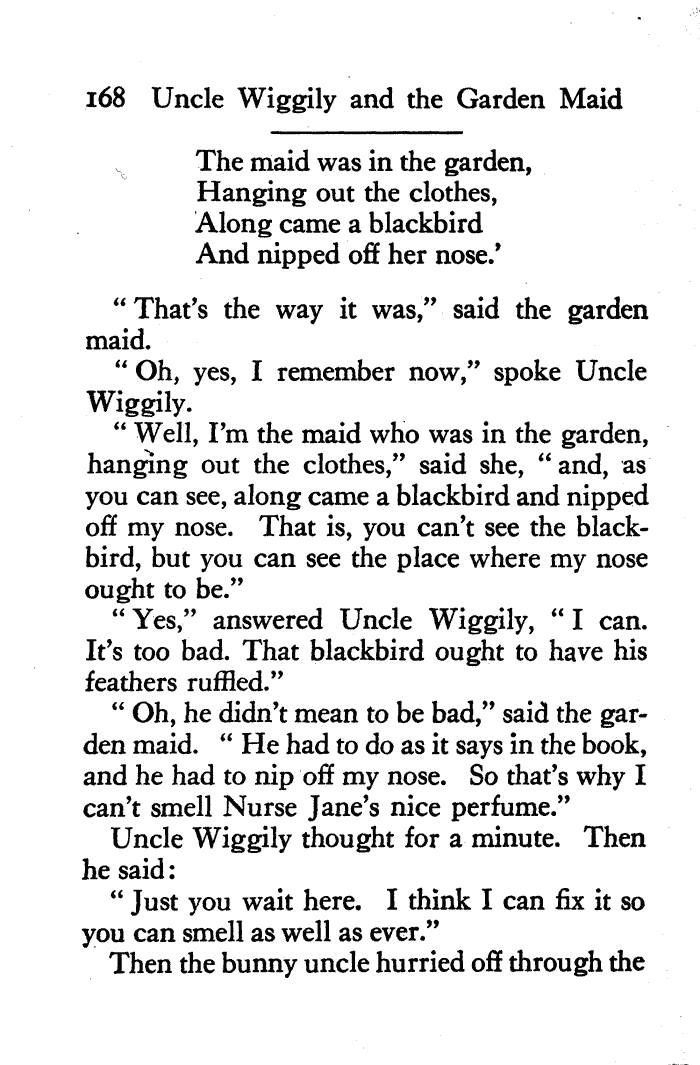 168 Uncle Wiggily and the Garden Maid
The maid was in the garden,
Hanging out the clothes,
Along came a blackbird
And nipped off her nose.’
“ That’s the way it was,” said the garden
maid.
“ Oh, yes, I remember now,” spoke Uncle
Wiggily.
“ Well, I’m the maid who was in the garden,
hanging out the clothes,” said she, “ and, as
you can see, along came a blackbird and nipped
off my nose. That is, you can’t see the black-
bird, but you can see the place where my nose
ought to be.”
“ Yes,” answered Uncle Wiggily, “ I can.
It’s too bad. That blackbird ought to have his
feathers ruffled.”
“ Oh, he didn’t mean to be bad,” said the gar-
den maid. “ He had to do as it says in the book,
and he had to nip off my nose. So that’s why I
can’t smell Nurse Jane’s nice perfume.”
Uncle Wiggily thought for a minute. Then
he said:
“ Just you wait here. I think I can fix it so
you can smell as well as ever.”
Then the bunny uncle hurried off through the